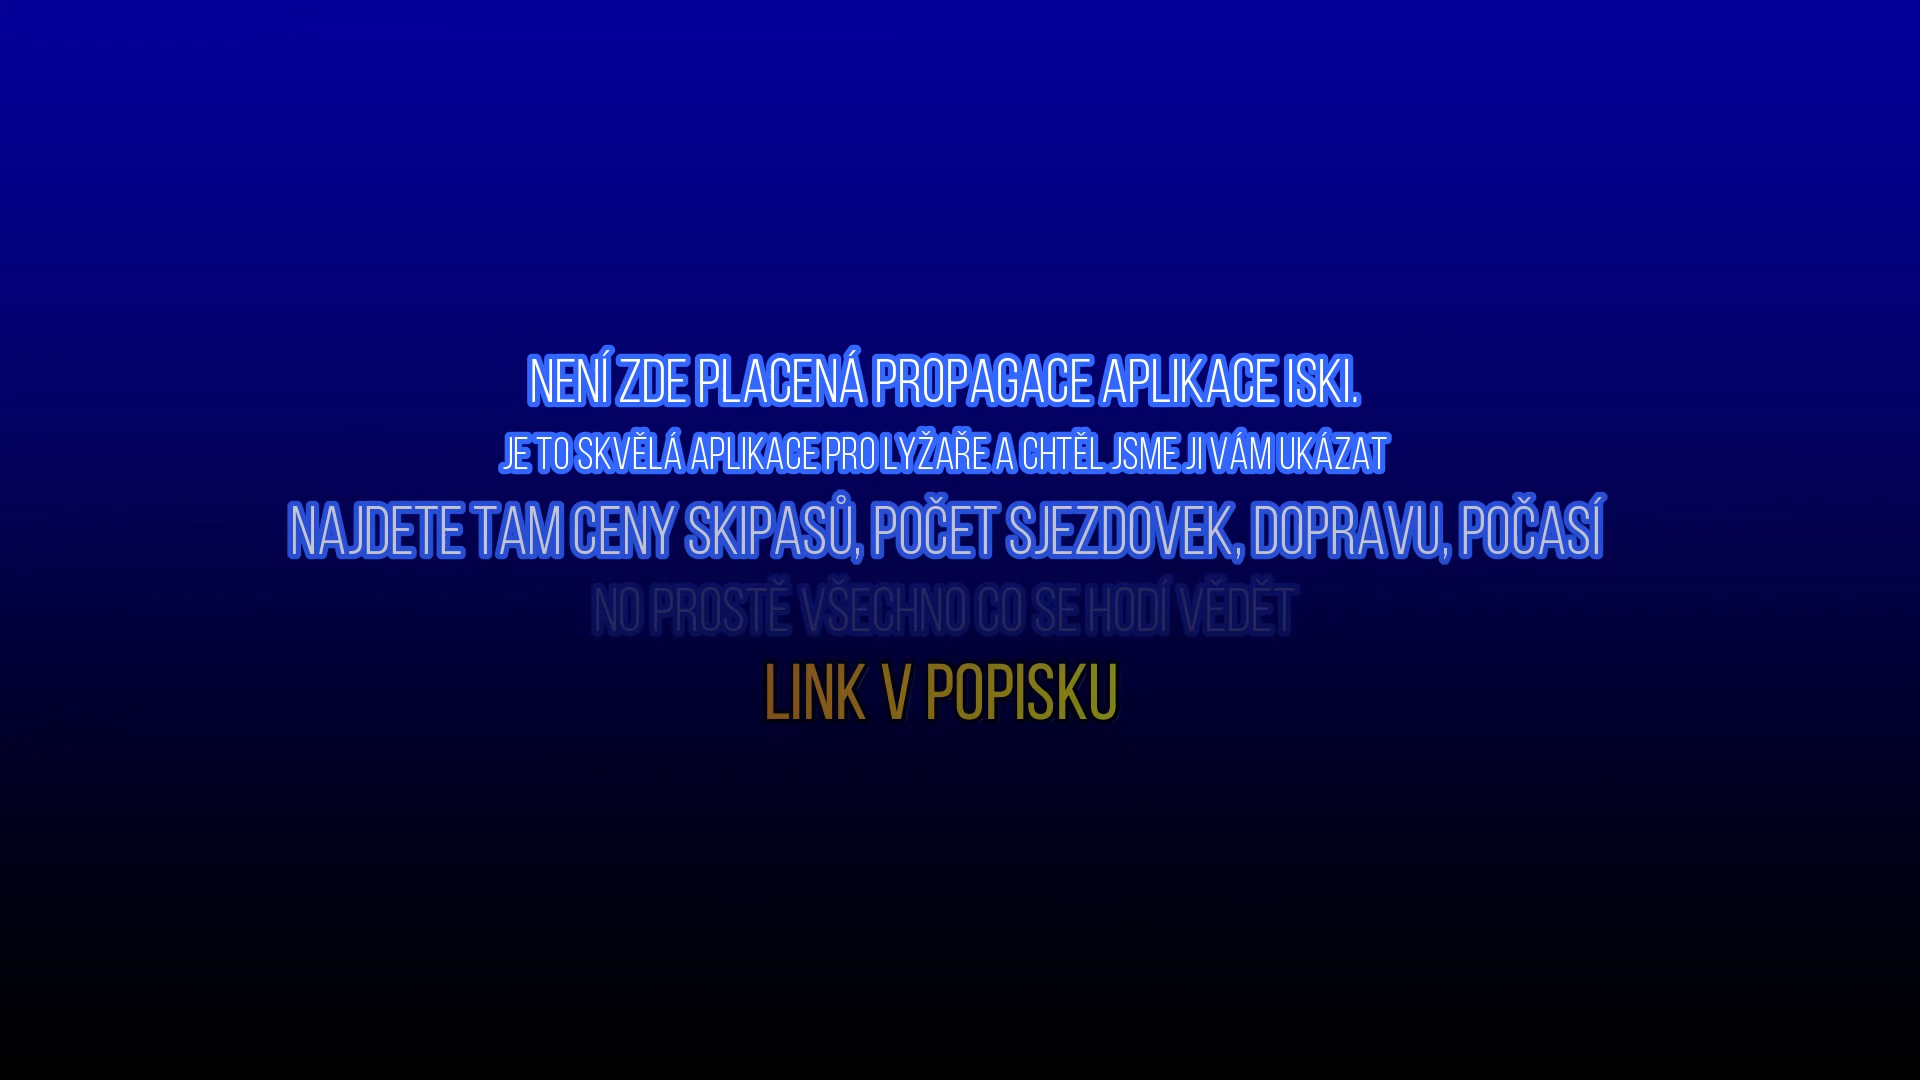 NENÍ ZDE PLACENÁ PROPAGACE APLIKACE ISKI.
JE TO SKVĚLÁ APLIKACE PRO LYŽAŘE A CHTĚL JSME JI VÁM UKÁZAT
NAJDETE TAM CENY SKIPASŮ, POČET SJEZDOVEK, DOPRAVU, POČASÍ
NO PROSTĚ VŠECHNO CO SE HODÍ VĚDĚT
LINK V POPISKU